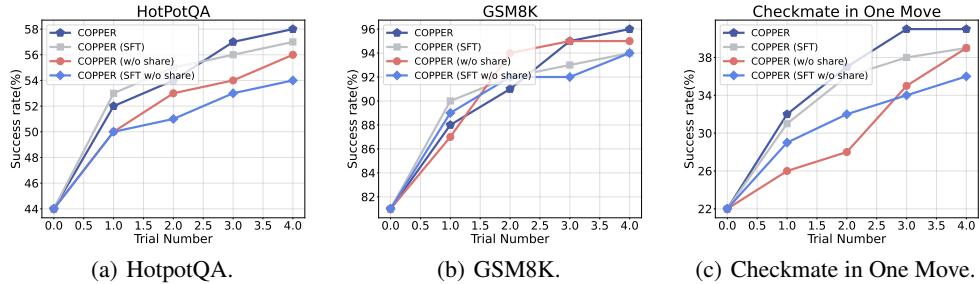 HotPotQA
58
56
54
52
50
48
46
44
Success rate(%)
COPPER
COPPER (SFT)
COPPER (w/o share)
COPPER (SFT w/o share)
0.0 0.5 1.0 1.5 2.0 2.5 3.0 3.5 4.0
Trial Number
(a) HotpotQA.
GSM8K
96
94
92
90
88
86
84
82
Success rate(%)
COPPER
COPPER (SFT)
COPPER (w/o share)
COPPER (SFT w/o share)
0.0 0.5 1.0 1.5 2.0 2.5 3.0 3.5 4.0
Trial Number
(b) GSM8K.
Checkmate in One Move
38
34
30
26
22
Success rate(%)
COPPER
COPPER (SFT)
COPPER (w/o share)
COPPER (SFT w/o share)
0.0 0.5 1.0 1.5 2.0 2.5 3.0 3.5 4.0
Trial Number
(c) Checkmate in One Move.